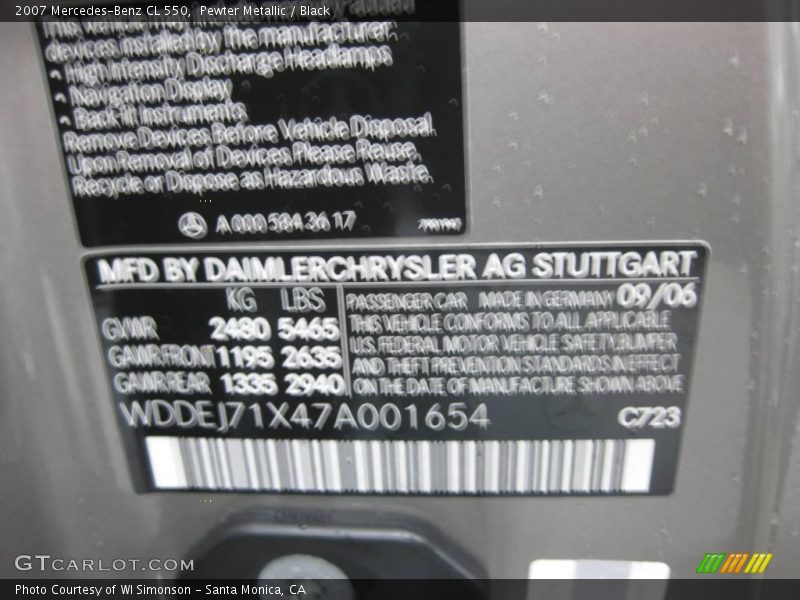 2007 Mercedes-Benz CL 550, Pewter Metallic / Black
devices installed by the manufacturer:
High Intensity Discharge Headlamps
Navigation Display
Back-lit Instruments
Remove Devices Before Vehicle Disposal.
Upon Removal of Devices Please Reuse,
Recycle or Dispose as Hazardous Waste.
A 000 584 36 17
MFD BY DAIMLERCHRYSLER AG STUTTGART
KG LBS
GVWR 2480 5465
GAWR FRONT 1195 2635
GAWR REAR 1335 2940
PASSENGER CAR MADE IN GERMANY 09/06
THIS VEHICLE CONFORMS TO ALL APPLICABLE
U.S. FEDERAL MOTOR VEHICLE SAFETY, BUMPER
AND THEFT PREVENTION STANDARDS IN EFFECT
ON THE DATE OF MANUFACTURE SHOWN ABOVE
WDDEJ71X47A001654 C723
GTCARLOT.COM
Photo Courtesy of WI Simonson - Santa Monica, CA